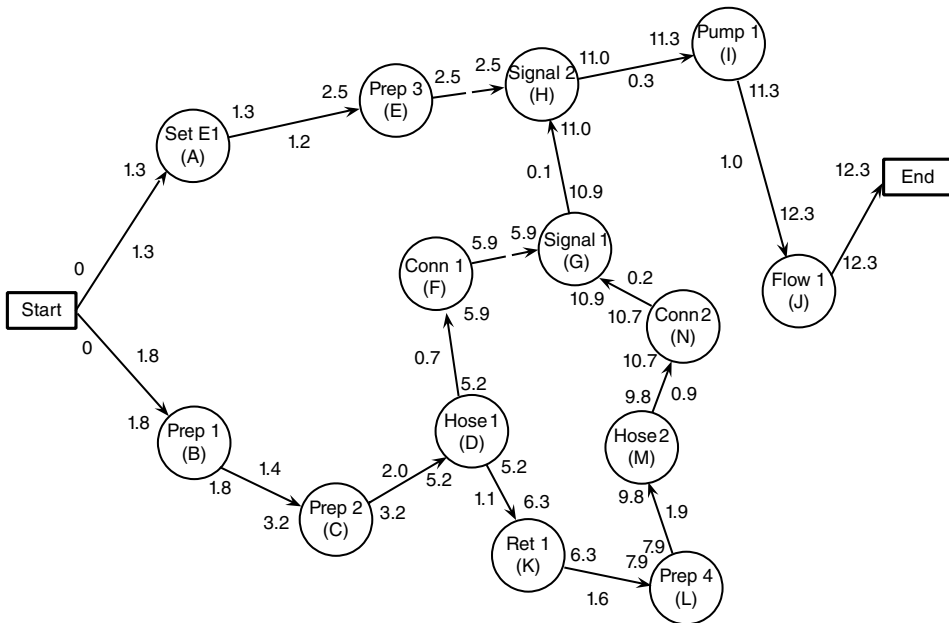 Pump 1
(I)
11.3
11.0
0.3
11.3
Signal 2
(H)
2.5
2.5
Prep 3
(E)
2.5
11.0
1.3
1.2
Set E1
(A)
1.3
0.1
1.0
12.3
End
10.9
1.3
12.3
5.9
5.9
Signal 1
(G)
12.3
0
Conn 1
(F)
0.2
Flow 1
(J)
Start
10.9
5.9
10.7
Conn 2
(N)
0
1.8
0.7
10.7
5.2
9.8
0.9
1.8
Prep 1
(B)
Hose 1
(D)
Hose 2
(M)
1.4
2.0
5.2
5.2
1.8
1.1
9.8
3.2
Prep 2
(C)
3.2
6.3
1.9
Ret 1
(K)
6.3
7.9
7.9
Prep 4
(L)
1.6